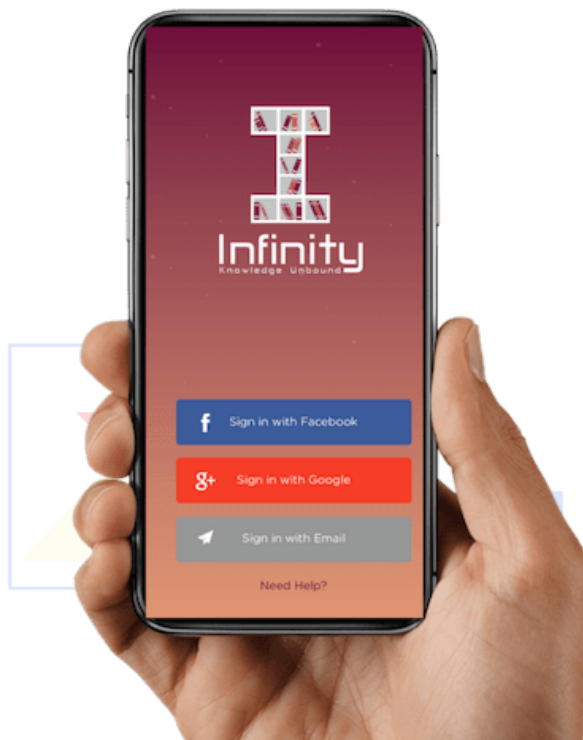 Infinity
Knowledge Unbound
f Sign in with Facebook
g+ Sign in with Google
Sign in with Email
Need Help?